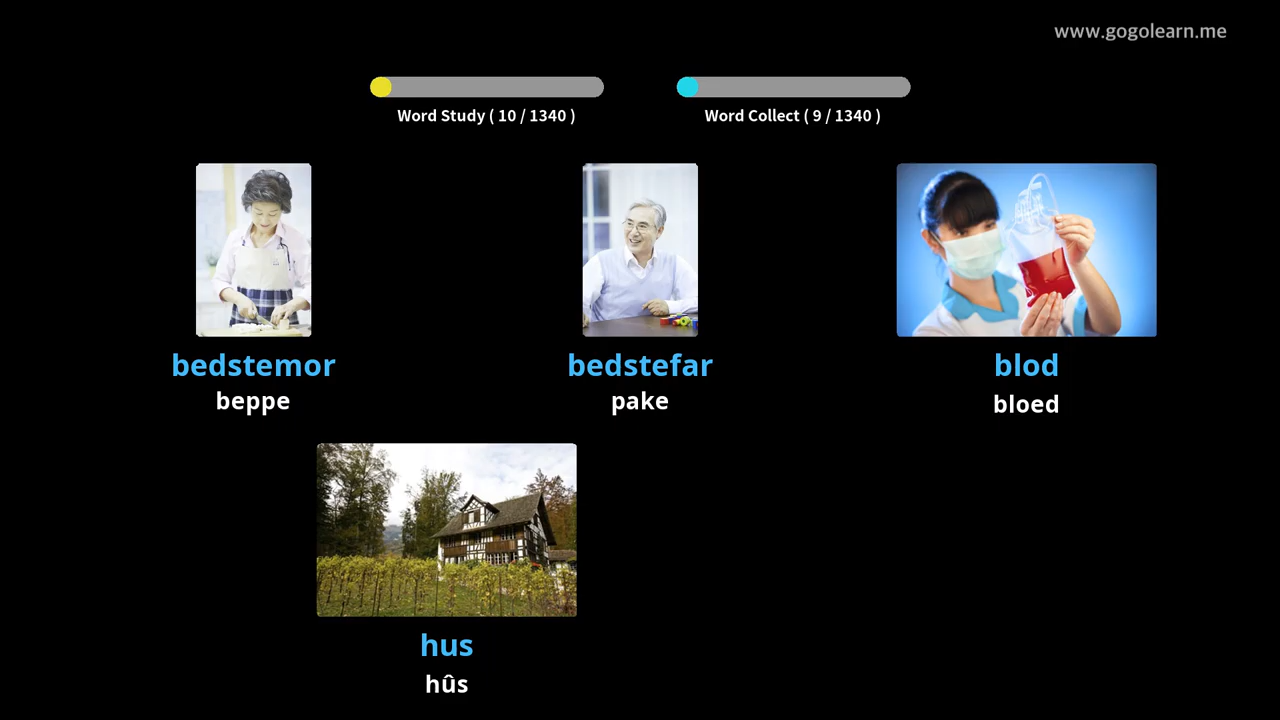 www.gogolearn.me
Word Study ( 10 / 1340 )
Word Collect ( 9 / 1340 )
bedstemor
beppe
bedstefar
pake
blod
bloed
hus
hûs